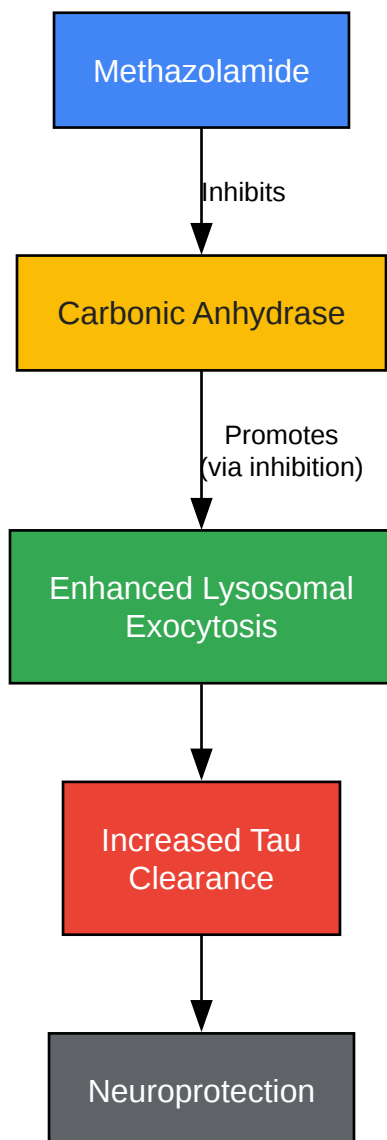 Methazolamide
Inhibits
Carbonic Anhydrase
Promotes
(via inhibition)
Enhanced Lysosomal
Exocytosis
Increased Tau
Clearance
Neuroprotection